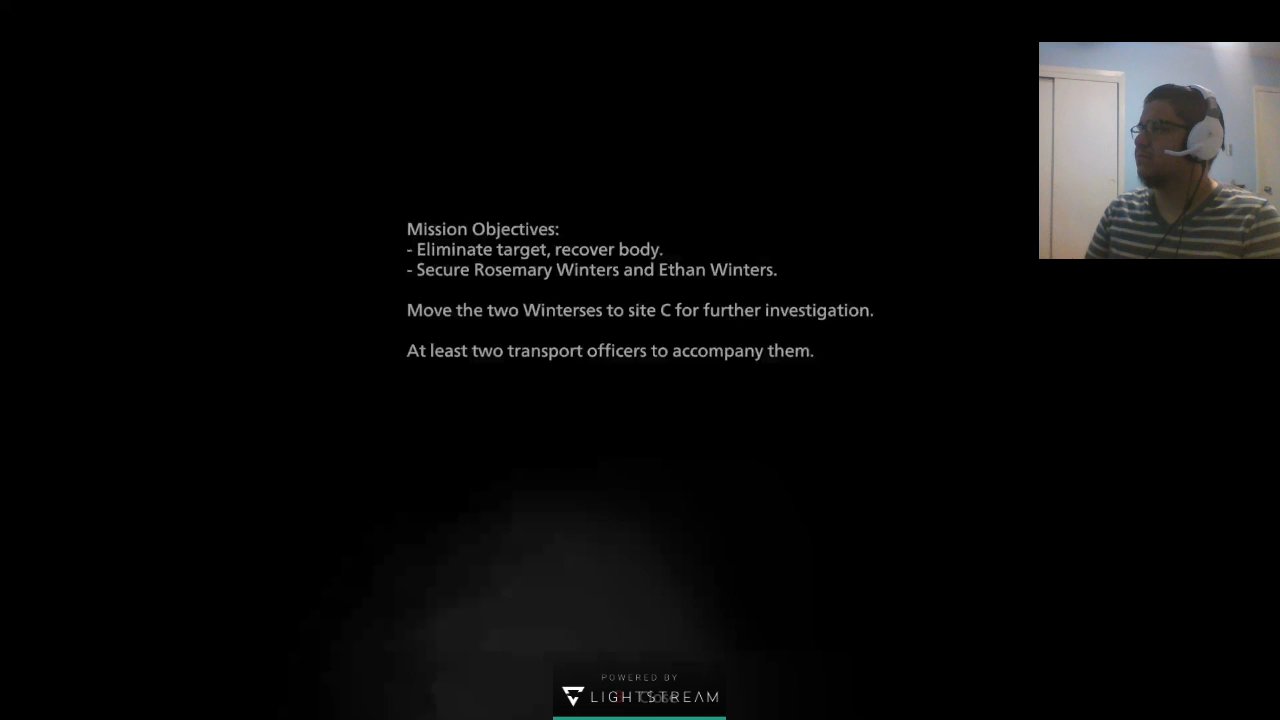 Mission Objectives:
- Eliminate target, recover body.
- Secure Rosemary Winters and Ethan Winters.
Move the two Winterses to site C for further investigation.
At least two transport officers to accompany them.
POWERED BY
LIGHTSTREAM